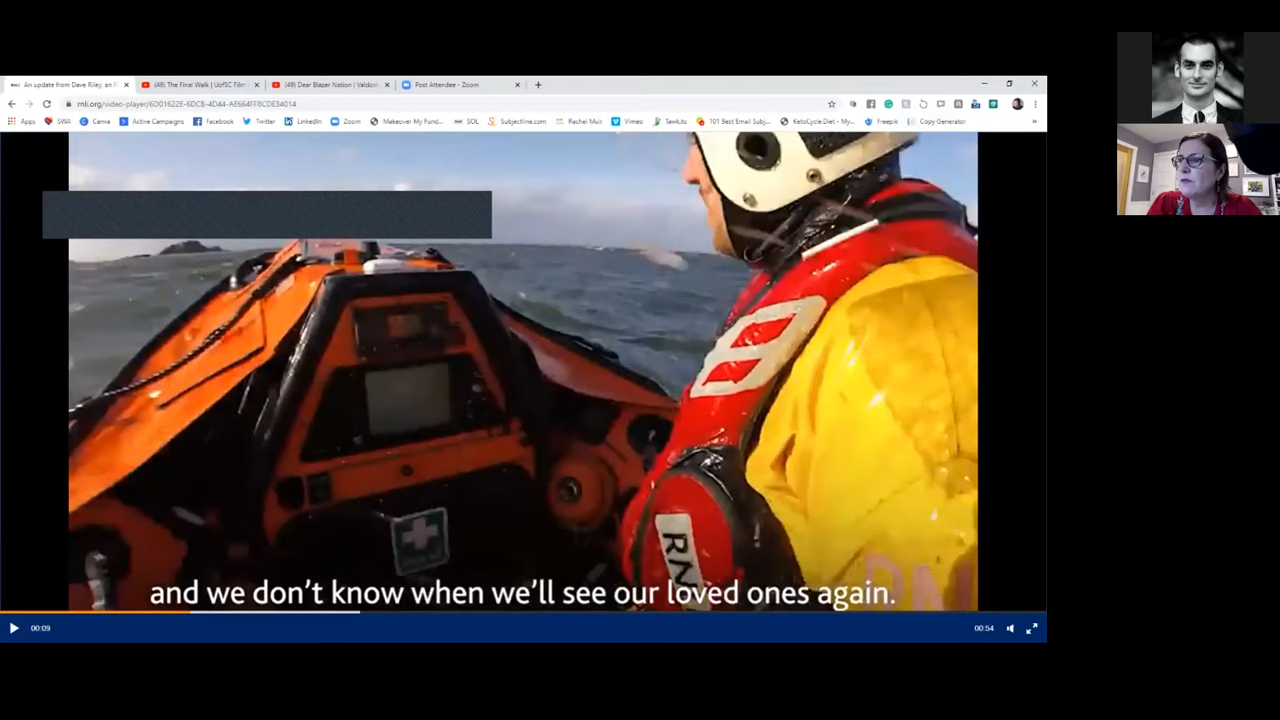 An update from Dave Riley, an R
(49) The Final Walk | UofSC Film
(49) Dear Blazer Nation | Valdost
Post Attendee - Zoom
rnli.org/video-player/6D01622E-6DCB-4D44-AE664FF8CDE34014
Apps SWA Canva Active Campaigns Facebook Twitter LinkedIn Zoom Makeover My Fund... SOL Subjectline.com Rachel Muir Vimeo Tawk.to 101 Best Email Subj... KetoCycle Diet - My... Freepik Copy Generator »
RN
and we don't know when we'll see our loved ones again.
00:09
00:54